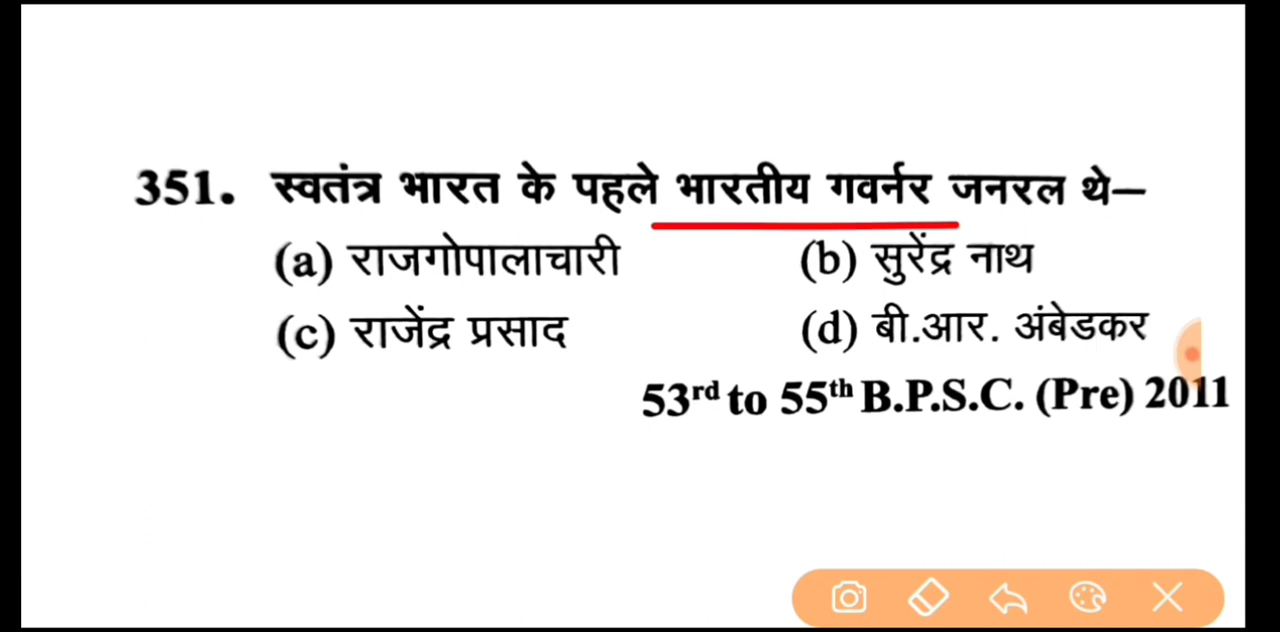 351. स्वतंत्र भारत के पहले भारतीय गवर्नर जनरल थे—
(a) राजगोपालाचारी (b) सुरेंद्र नाथ
(c) राजेंद्र प्रसाद (d) बी.आर. अंबेडकर
53rd to 55th B.P.S.C. (Pre) 2011